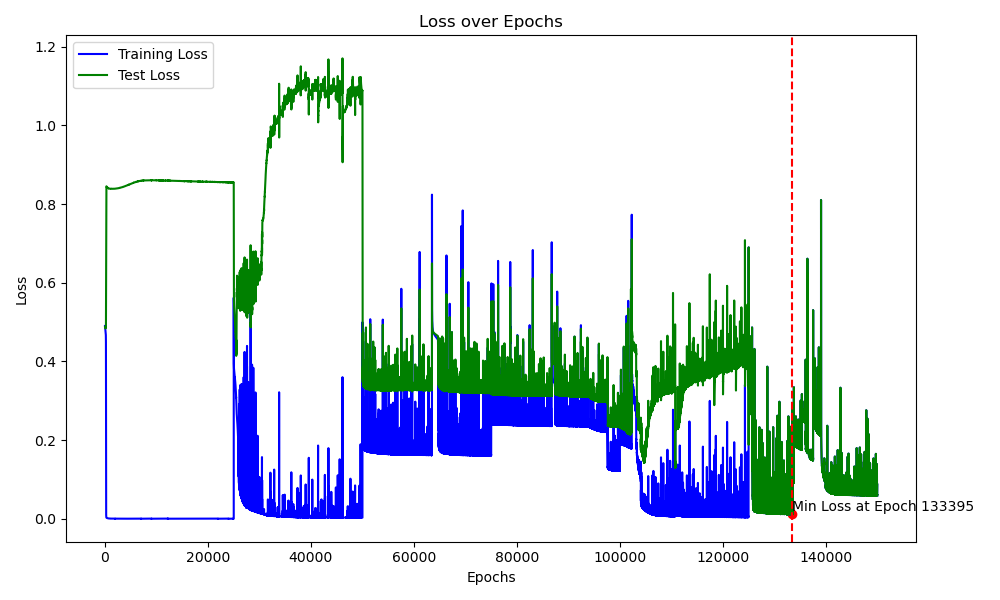 Loss over Epochs
Training Loss
Test Loss
1.2
1.0
0.8
0.6
0.4
0.2
0.0
Loss
Min Loss at Epoch 133395
0 20000 40000 60000 80000 100000 120000 140000
Epochs